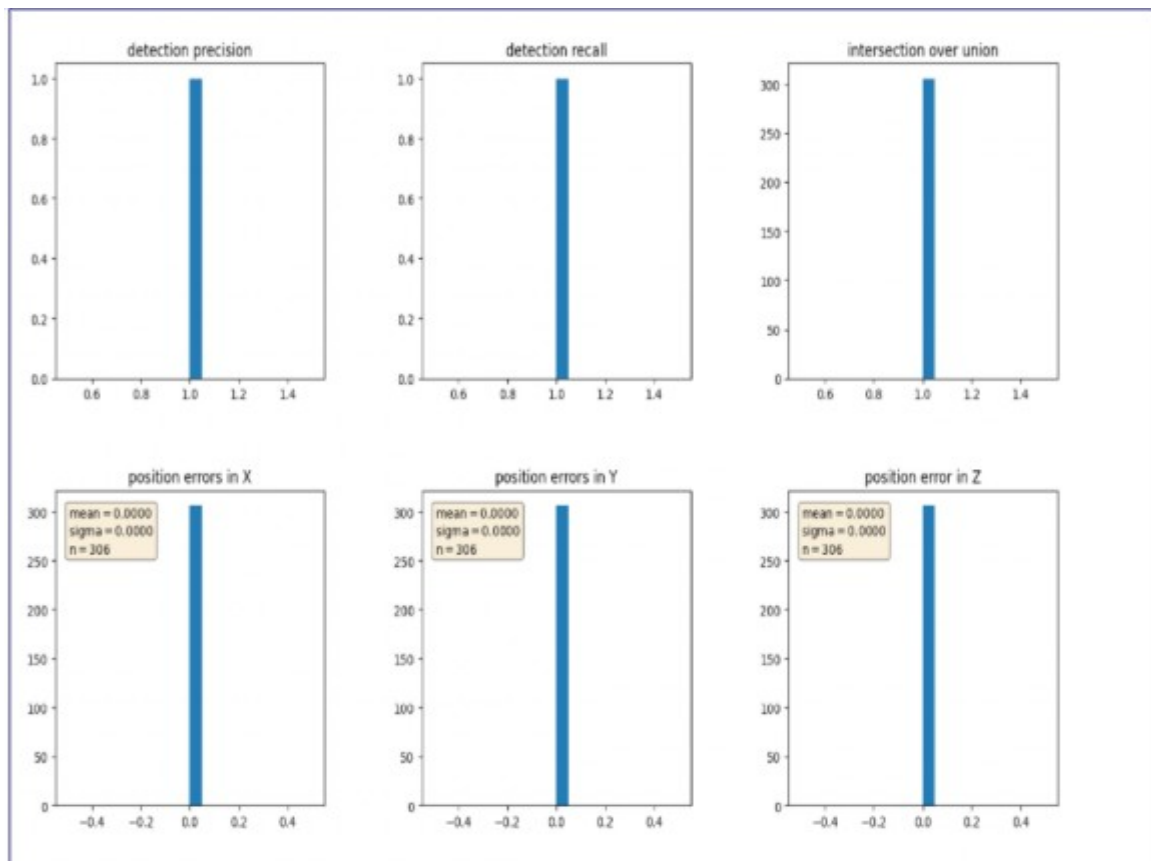 detection precision
1.0
0.8
0.6
0.4
0.2
0.0
0.6 0.8 1.0 1.2 1.4
detection recall
1.0
0.8
0.6
0.4
0.2
0.0
0.6 0.8 1.0 1.2 1.4
intersection over union
300
250
200
150
100
50
0
0.6 0.8 1.0 1.2 1.4
position errors in X
mean = 0.0000
sigma = 0.0000
n = 306
300
250
200
150
100
50
0
−0.4 −0.2 0.0 0.2 0.4
position errors in Y
mean = 0.0000
sigma = 0.0000
n = 306
300
250
200
150
100
50
0
−0.4 −0.2 0.0 0.2 0.4
position error in Z
mean = 0.0000
sigma = 0.0000
n = 306
300
250
200
150
100
50
0
−0.4 −0.2 0.0 0.2 0.4